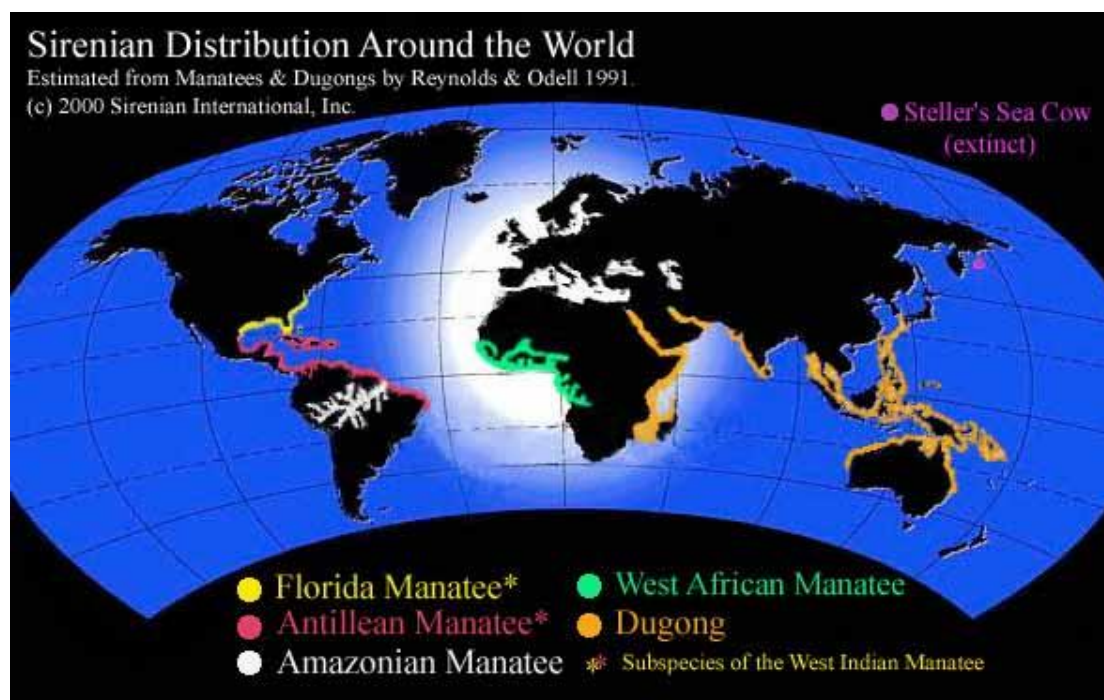 Sirenian Distribution Around the World
Estimated from Manatees & Dugongs by Reynolds & Odell 1991.
(c) 2000 Sirenian International, Inc.
Steller's Sea Cow
(extinct)
Florida Manatee*
West African Manatee
Antillean Manatee*
Dugong
Amazonian Manatee
** Subspecies of the West Indian Manatee